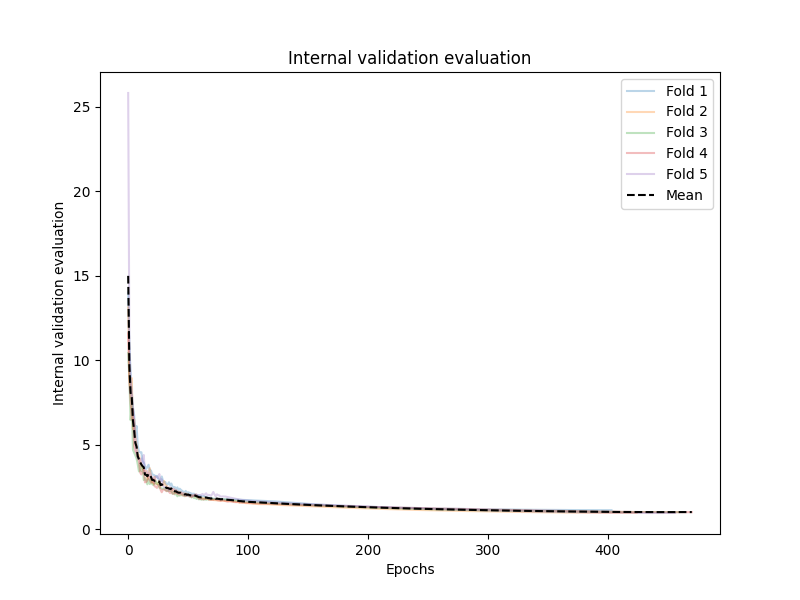 Internal validation evaluation
Internal validation evaluation
25
20
15
10
5
0
0 100 200 300 400
Epochs
Fold 1
Fold 2
Fold 3
Fold 4
Fold 5
Mean